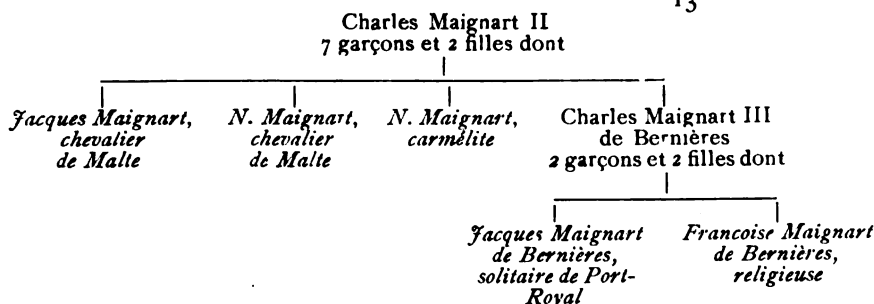 13
Charles Maignart II
7 garçons et 2 filles dont
Jacques Maignart,
chevalier
de Malte
N. Maignart,
chevalier
de Malte
N. Maignart,
carmélite
Charles Maignart III
de Bernières
2 garçons et 2 filles dont
Jacques Maignart
de Bernières,
solitaire de Port-
Royal
Francoise Maignart
de Bernières,
religieuse